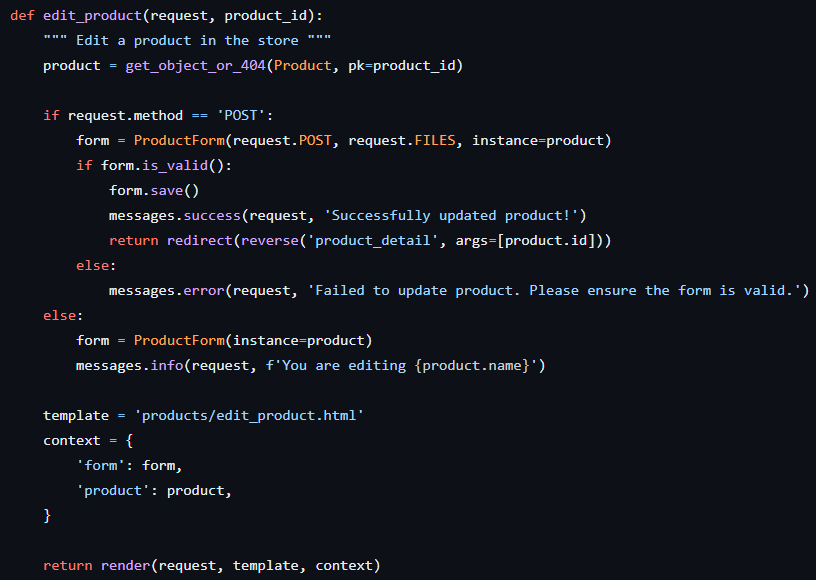 def edit_product(request, product_id):
    """ Edit a product in the store """
    product = get_object_or_404(Product, pk=product_id)

    if request.method == 'POST':
        form = ProductForm(request.POST, request.FILES, instance=product)
        if form.is_valid():
            form.save()
            messages.success(request, 'Successfully updated product!')
            return redirect(reverse('product_detail', args=[product.id]))
        else:
            messages.error(request, 'Failed to update product. Please ensure the form is valid.')
    else:
        form = ProductForm(instance=product)
        messages.info(request, f'You are editing {product.name}')

    template = 'products/edit_product.html'
    context = {
        'form': form,
        'product': product,
    }

    return render(request, template, context)